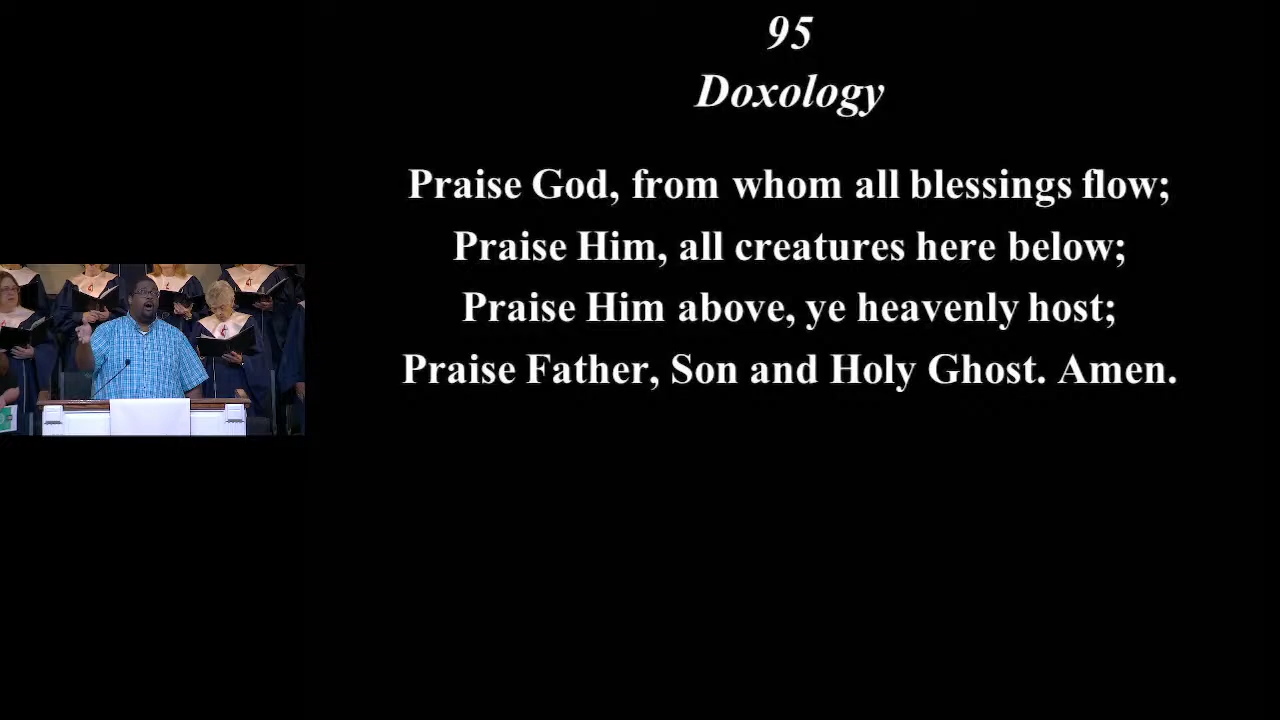 95
Doxology
Praise God, from whom all blessings flow;
Praise Him, all creatures here below;
Praise Him above, ye heavenly host;
Praise Father, Son and Holy Ghost. Amen.